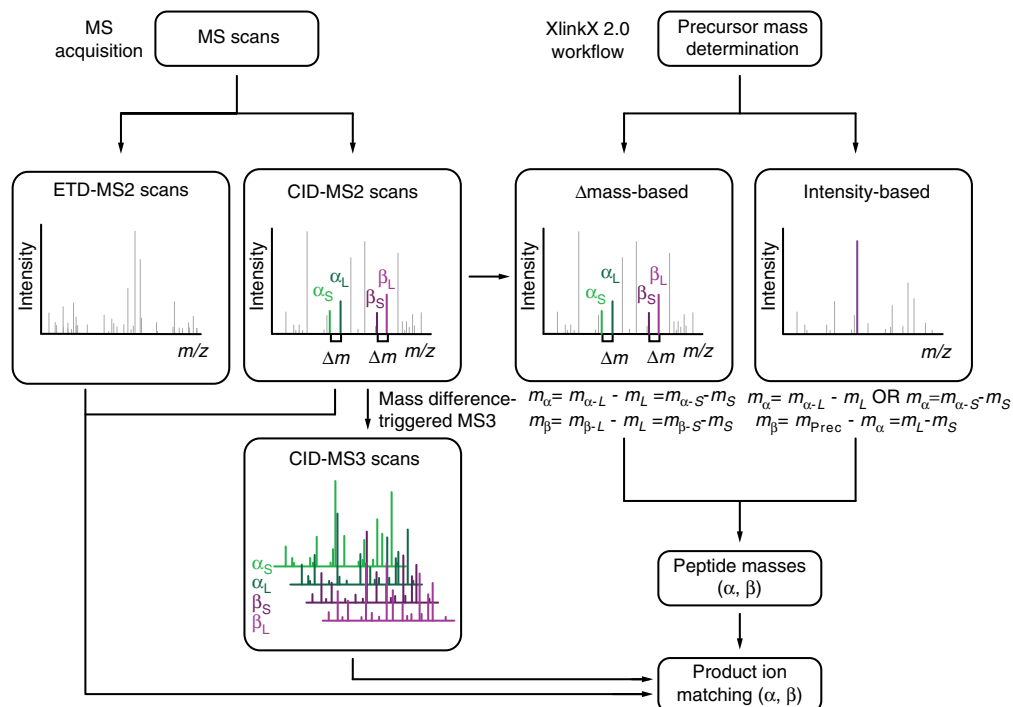 MS acquisition
MS scans
XlinkX 2.0 workflow
Precursor mass determination
ETD-MS2 scans
Intensity
m/z
CID-MS2 scans
Intensity
αS
αL
βS
βL
m/z
Δm
Δm
Δmass-based
Intensity
αS
αL
βS
βL
m/z
Δm
Δm
Intensity-based
Intensity
m/z
Mass difference-triggered MS3
mα= mα-L - mL =mα-S-mS
mβ= mβ-L - mL =mβ-S-mS
mα= mα-L - mL OR mα=mα-S-mS
mβ= mPrec - mα =mL-mS
CID-MS3 scans
αS
αL
βS
βL
Peptide masses
(α, β)
Product ion
matching (α, β)